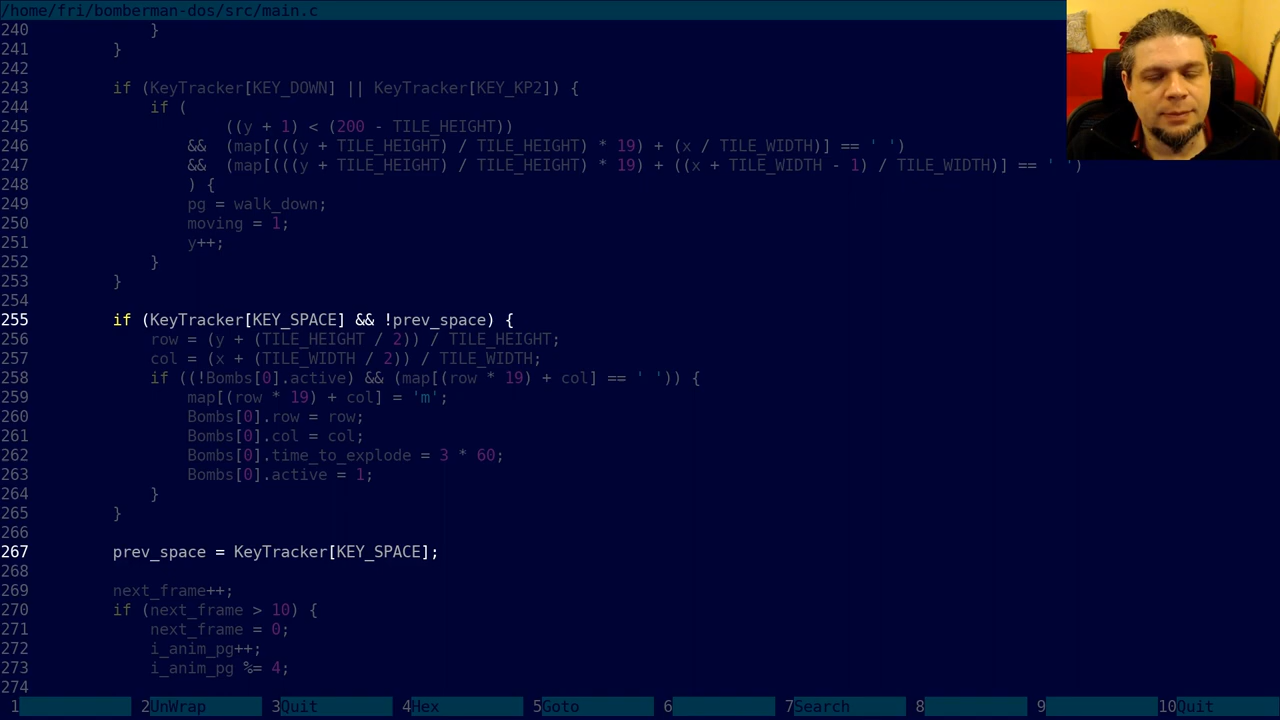 /home/fri/bomberman-dos/src/main.c
240 }
241 }
242
243 if (KeyTracker[KEY_DOWN] || KeyTracker[KEY_KP2]) {
244 if (
245 ((y + 1) < (200 - TILE_HEIGHT))
246 && (map[(((y + TILE_HEIGHT) / TILE_HEIGHT) * 19) + (x / TILE_WIDTH)] == ' ')
247 && (map[(((y + TILE_HEIGHT) / TILE_HEIGHT) * 19) + ((x + TILE_WIDTH - 1) / TILE_WIDTH)] == ' ')
248 ) {
249 pg = walk_down;
250 moving = 1;
251 y++;
252 }
253 }
254
255 if (KeyTracker[KEY_SPACE] && !prev_space) {
256 row = (y + (TILE_HEIGHT / 2)) / TILE_HEIGHT;
257 col = (x + (TILE_WIDTH / 2)) / TILE_WIDTH;
258 if ((!Bombs[0].active) && (map[(row * 19) + col] == ' ')) {
259 map[(row * 19) + col] = 'm';
260 Bombs[0].row = row;
261 Bombs[0].col = col;
262 Bombs[0].time_to_explode = 3 * 60;
263 Bombs[0].active = 1;
264 }
265 }
266
267 prev_space = KeyTracker[KEY_SPACE];
268
269 next_frame++;
270 if (next_frame > 10) {
271 next_frame = 0;
272 i_anim_pg++;
273 i_anim_pg %= 4;
274
1 2UnWrap 3Quit 4Hex 5Goto 6 7Search 8 9 10Quit